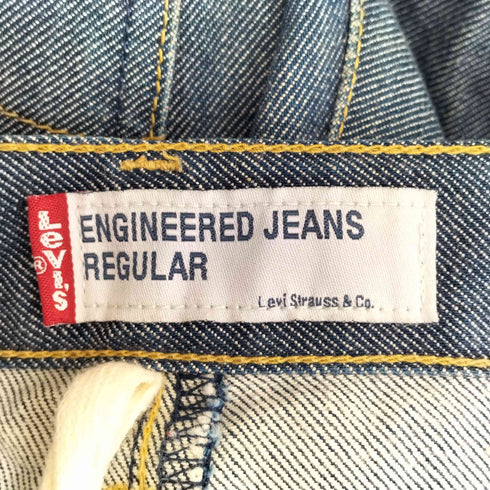 LEVI'S
®
ENGINEERED JEANS
REGULAR
Levi Strauss & Co.